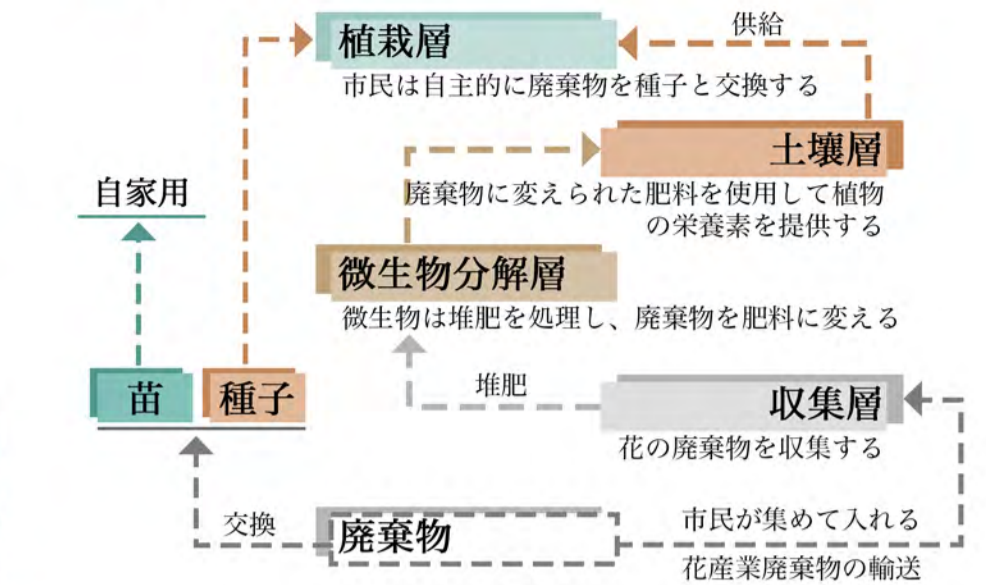 供給
植栽層
市民は自主的に廃棄物を種子と交換する
土壌層
自家用
廃棄物に変えられた肥料を使用して植物
の栄養素を提供する
微生物分解層
微生物は堆肥を処理し、廃棄物を肥料に変える
苗
種子
堆肥
収集層
花の廃棄物を収集する
交換
廃棄物
市民が集めて入れる
花産業廃棄物の輸送